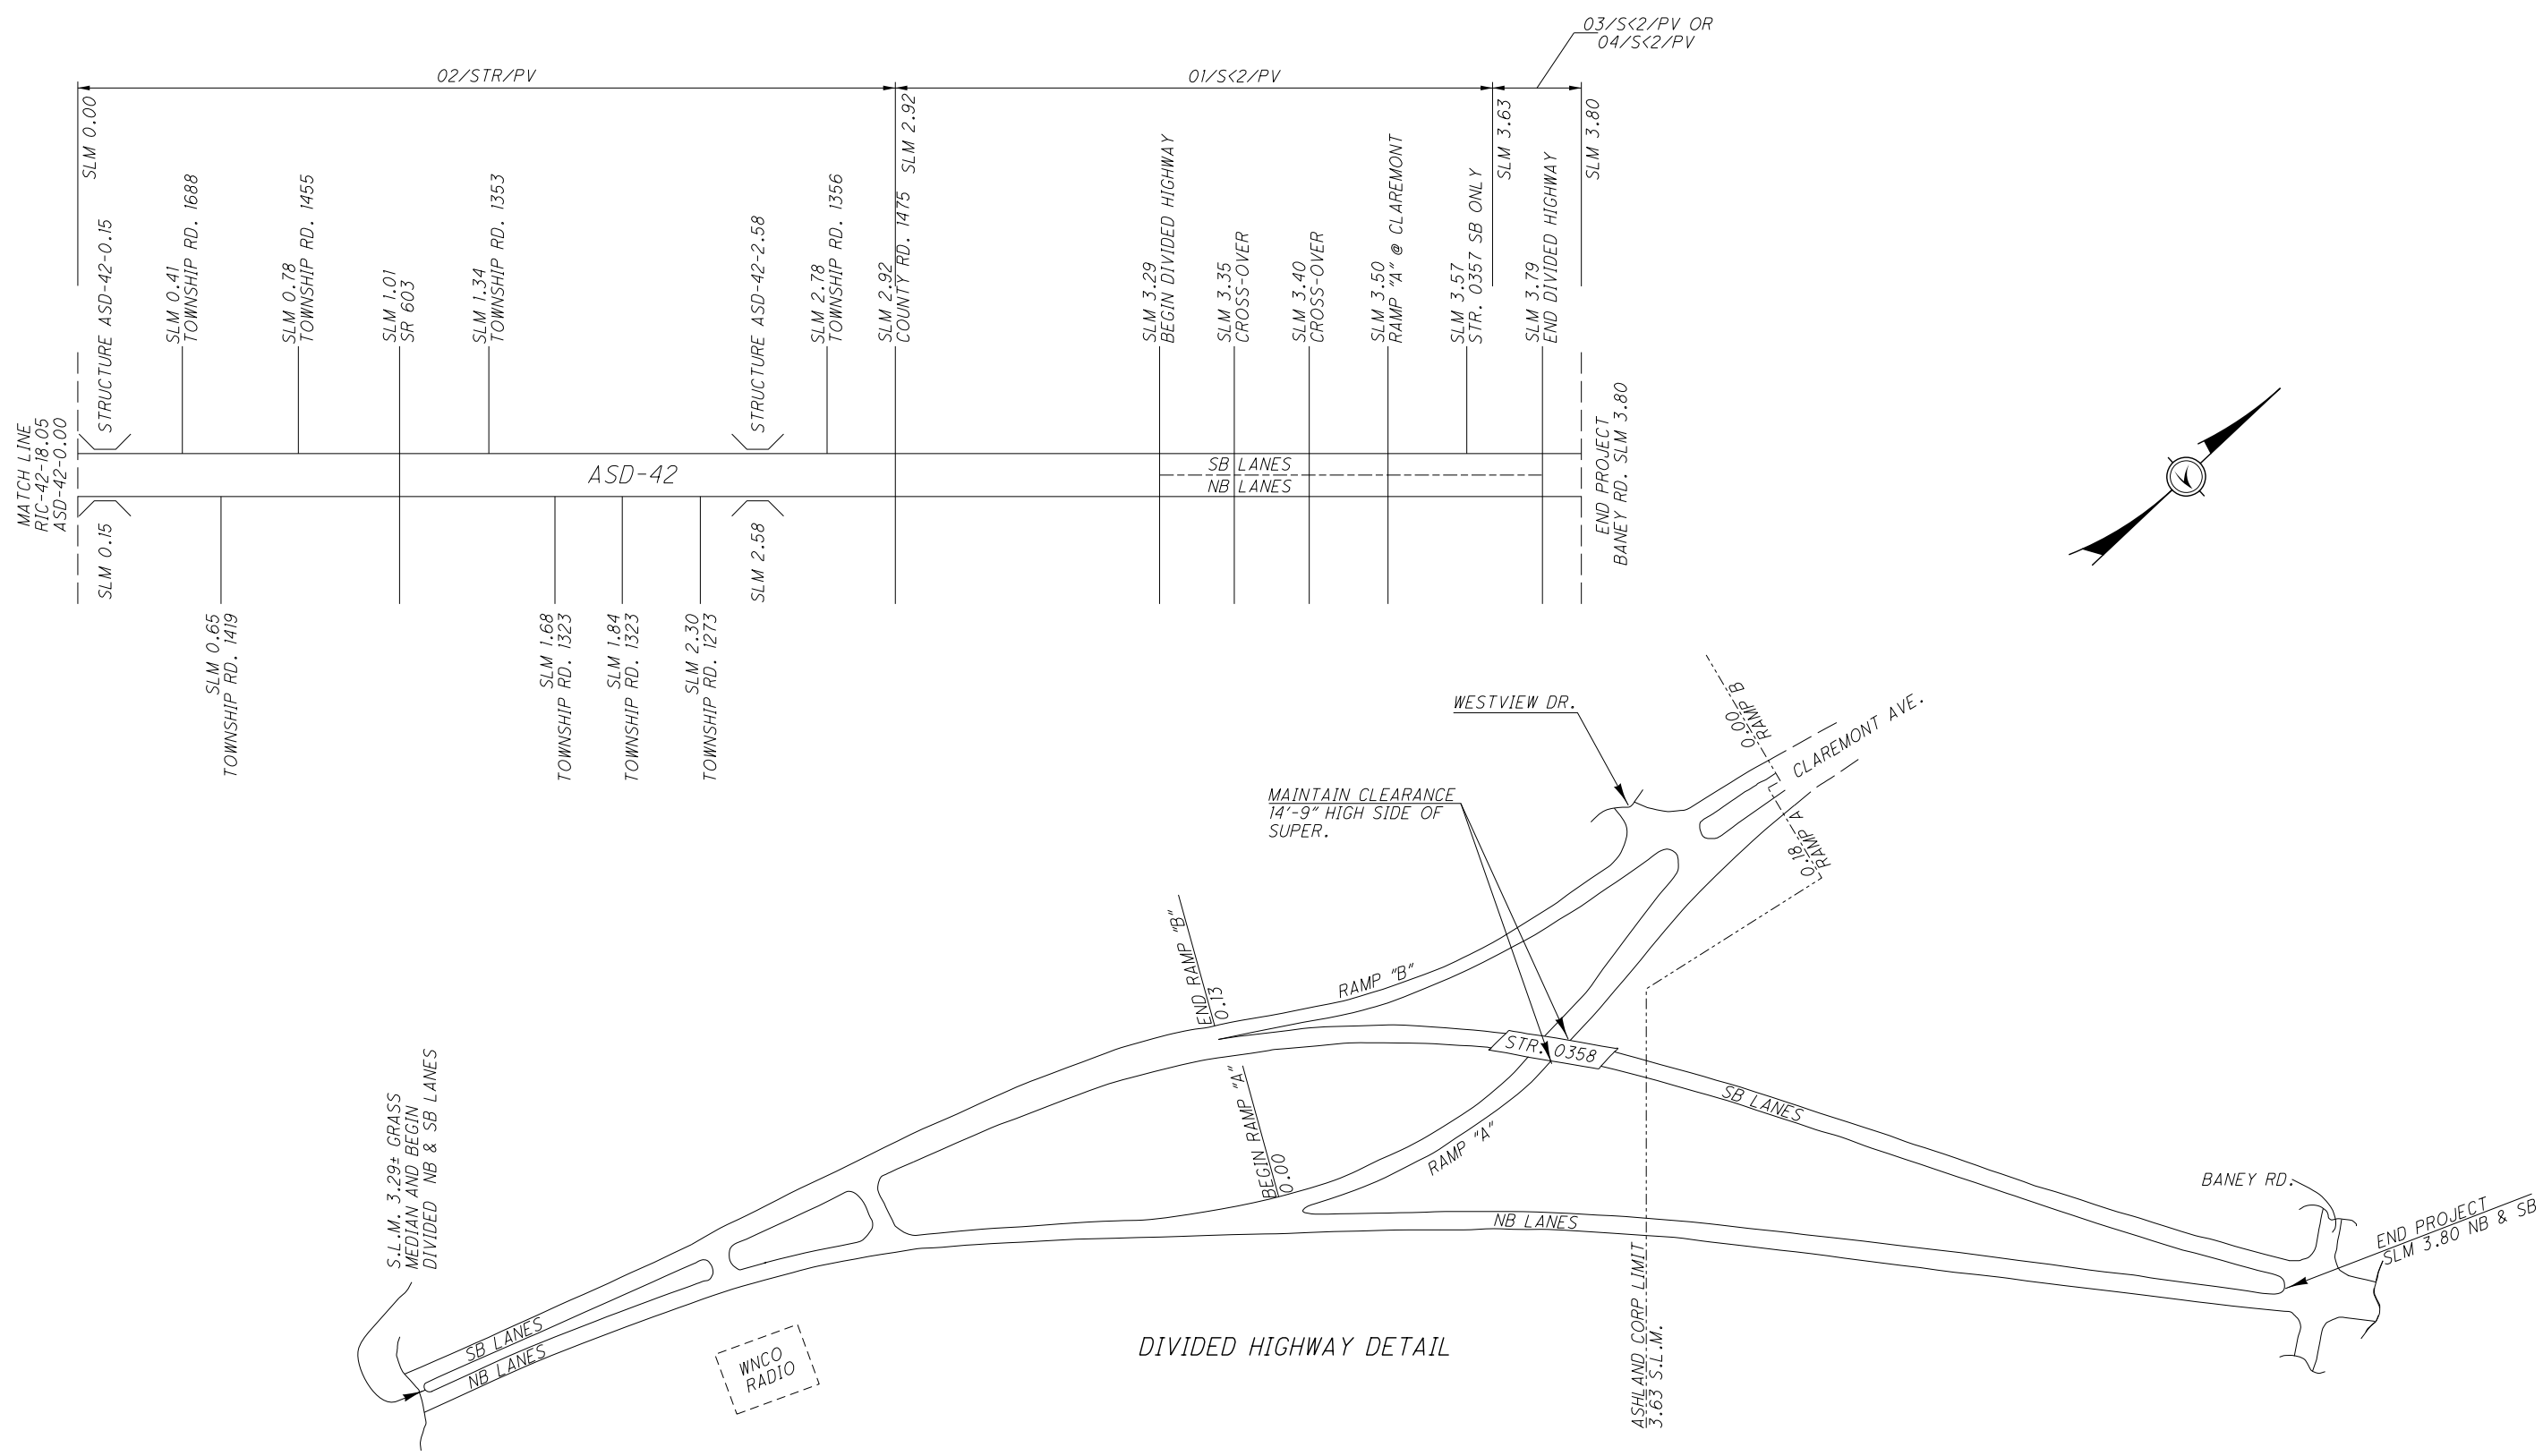 03/S<2/PV OR
04/S<2/PV
02/STR/PV
01/S<2/PV
SLM 0.00
SLM 2.92
SLM 3.63
SLM 3.80
STRUCTURE ASD-42-0.15
SLM 0.41
TOWNSHIP RD. 1688
SLM 0.78
TOWNSHIP RD. 1455
SLM 1.01
SR 603
SLM 1.34
TOWNSHIP RD. 1353
STRUCTURE ASD-42-2.58
SLM 2.78
TOWNSHIP RD. 1356
SLM 2.92
COUNTY RD. 1475
SLM 3.29
BEGIN DIVIDED HIGHWAY
SLM 3.35
CROSS-OVER
SLM 3.40
CROSS-OVER
SLM 3.50
RAMP "A" @ CLAREMONT
SLM 3.57
STR. 0357 SB ONLY
SLM 3.79
END DIVIDED HIGHWAY
MATCH LINE
RIC-42-18.05
ASD-42-0.00
ASD-42
SB LANES
NB LANES
END PROJECT
BANEY RD. SLM 3.80
SLM 0.15
SLM 2.58
SLM 0.65
TOWNSHIP RD. 1419
SLM 1.68
TOWNSHIP RD. 1323
SLM 1.84
TOWNSHIP RD. 1323
SLM 2.30
TOWNSHIP RD. 1273
WESTVIEW DR.
0.00
RAMP B
CLAREMONT AVE.
MAINTAIN CLEARANCE
14'-9" HIGH SIDE OF
SUPER.
0.18
RAMP A
END RAMP "B"
0.13
RAMP "B"
STR. 0358
BEGIN RAMP "A"
0.00
RAMP "A"
SB LANES
S.L.M. 3.29± GRASS
MEDIAN AND BEGIN
DIVIDED NB & SB LANES
BANEY RD.
END PROJECT
SLM 3.80 NB & SB
NB LANES
SB LANES
NB LANES
WNCO
RADIO
DIVIDED HIGHWAY DETAIL
ASHLAND CORP LIMIT
3.63 S.L.M.